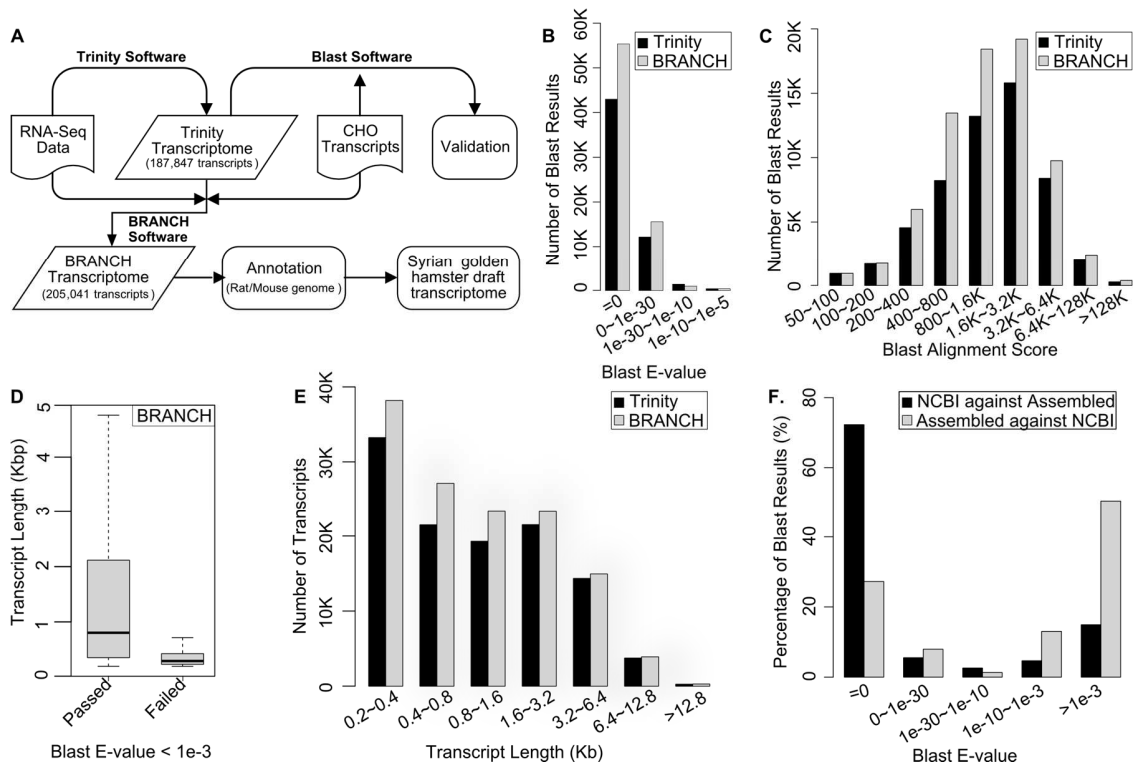 A
Trinity Software
Blast Software
RNA-Seq
Data
Trinity
Transcriptome
(187,847 transcripts)
CHO
Transcripts
Validation
BRANCH
Software
BRANCH
Transcriptome
(205,041 transcripts)
Annotation
(Rat/Mouse genome)
Syrian golden
hamster draft
transcriptome
B
Trinity
BRANCH
Number of Blast Results
60K
50K
40K
30K
20K
10K
0
=0
0~1e-30
1e-30~1e-10
1e-10~1e-5
Blast E-value
C
Trinity
BRANCH
Number of Blast Results
20K
15K
10K
5K
0
50~100
100~200
200~400
400~800
800~1.6K
1.6K~3.2K
3.2K~6.4K
6.4K~128K
>128K
Blast Alignment Score
D
BRANCH
Transcript Length (Kbp)
5
4
3
2
1
0
Passed
Failed
Blast E-value < 1e-3
E
Trinity
BRANCH
Number of Transcripts
40K
30K
20K
10K
0
0.2~0.4
0.4~0.8
0.8~1.6
1.6~3.2
3.2~6.4
6.4~12.8
>12.8
Transcript Length (Kb)
F.
NCBI against Assembled
Assembled against NCBI
Percentage of Blast Results (%)
80
60
40
20
0
=0
0~1e-30
1e-30~1e-10
1e-10~1e-3
>1e-3
Blast E-value